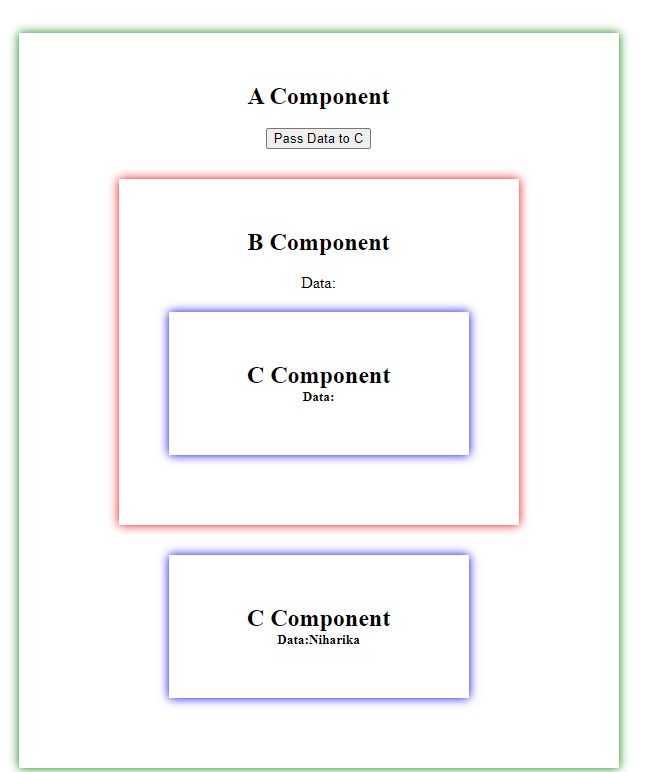 A Component
Pass Data to C
B Component
Data:
C Component
Data:
C Component
Data:Niharika